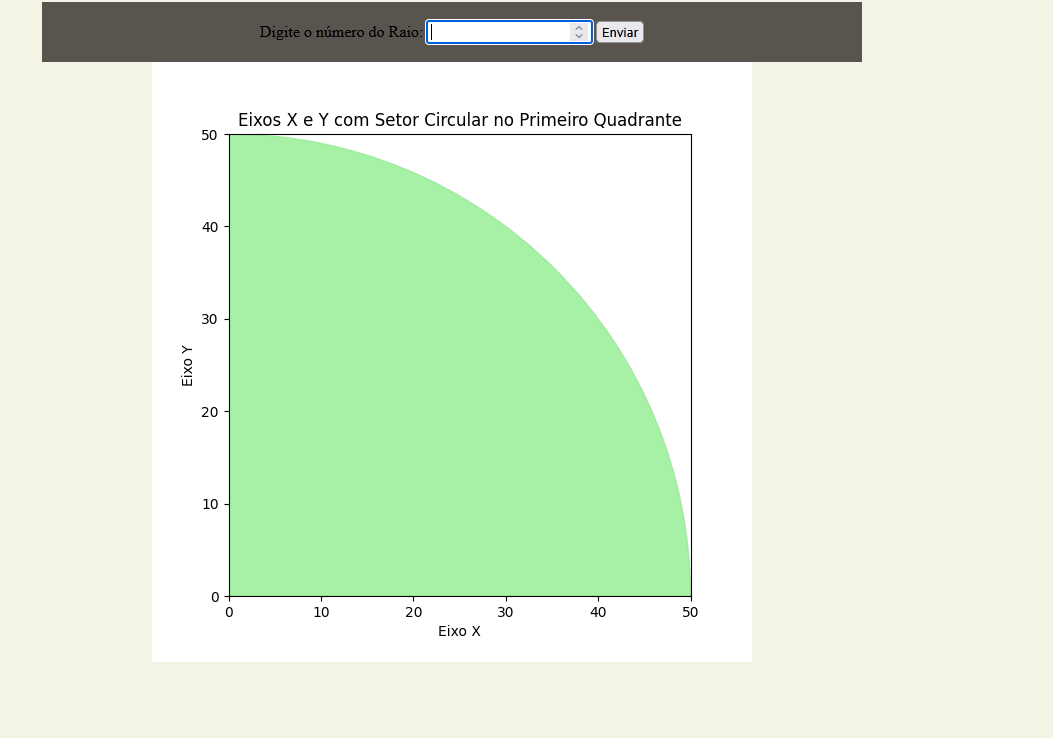 Digite o número do Raio: Enviar
Eixos X e Y com Setor Circular no Primeiro Quadrante
50
40
30
20
10
0
Eixo Y
0 10 20 30 40 50
Eixo X